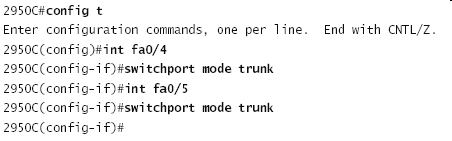 2950C#config t
Enter configuration commands, one per line.  End with CNTL/Z.
2950C(config)#int fa0/4
2950C(config-if)#switchport mode trunk
2950C(config-if)#int fa0/5
2950C(config-if)#switchport mode trunk
2950C(config-if)#